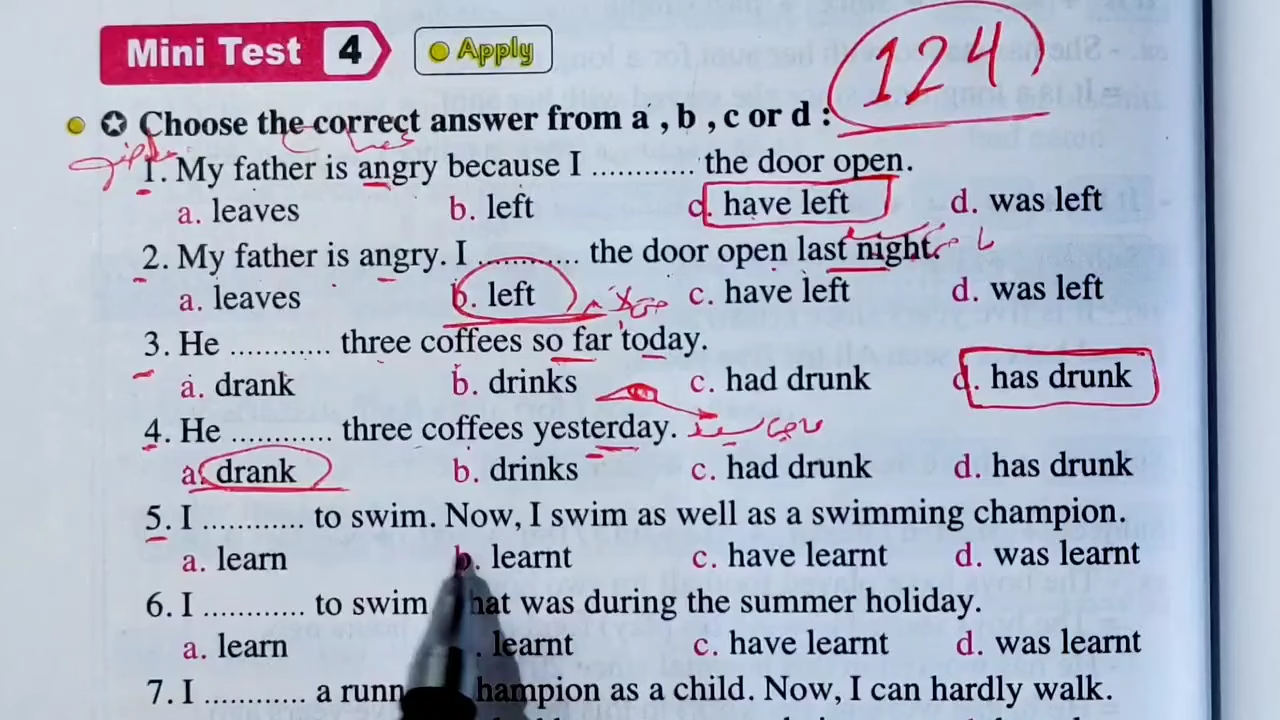 Mini Test 4 Apply
124
Choose the correct answer from a , b , c or d :
1. My father is angry because I ............ the door open.
a. leaves b. left c. have left d. was left
2. My father is angry. I ............ the door open last night.
a. leaves b. left c. have left d. was left
3. He ............ three coffees so far today.
a. drank b. drinks c. had drunk d. has drunk
4. He ............ three coffees yesterday.
a. drank b. drinks c. had drunk d. has drunk
5. I ............ to swim. Now, I swim as well as a swimming champion.
a. learn b. learnt c. have learnt d. was learnt
6. I ............ to swim was during the summer holiday.
a. learn learnt c. have learnt d. was learnt
7. I ............ a as a child. Now, I can hardly walk.